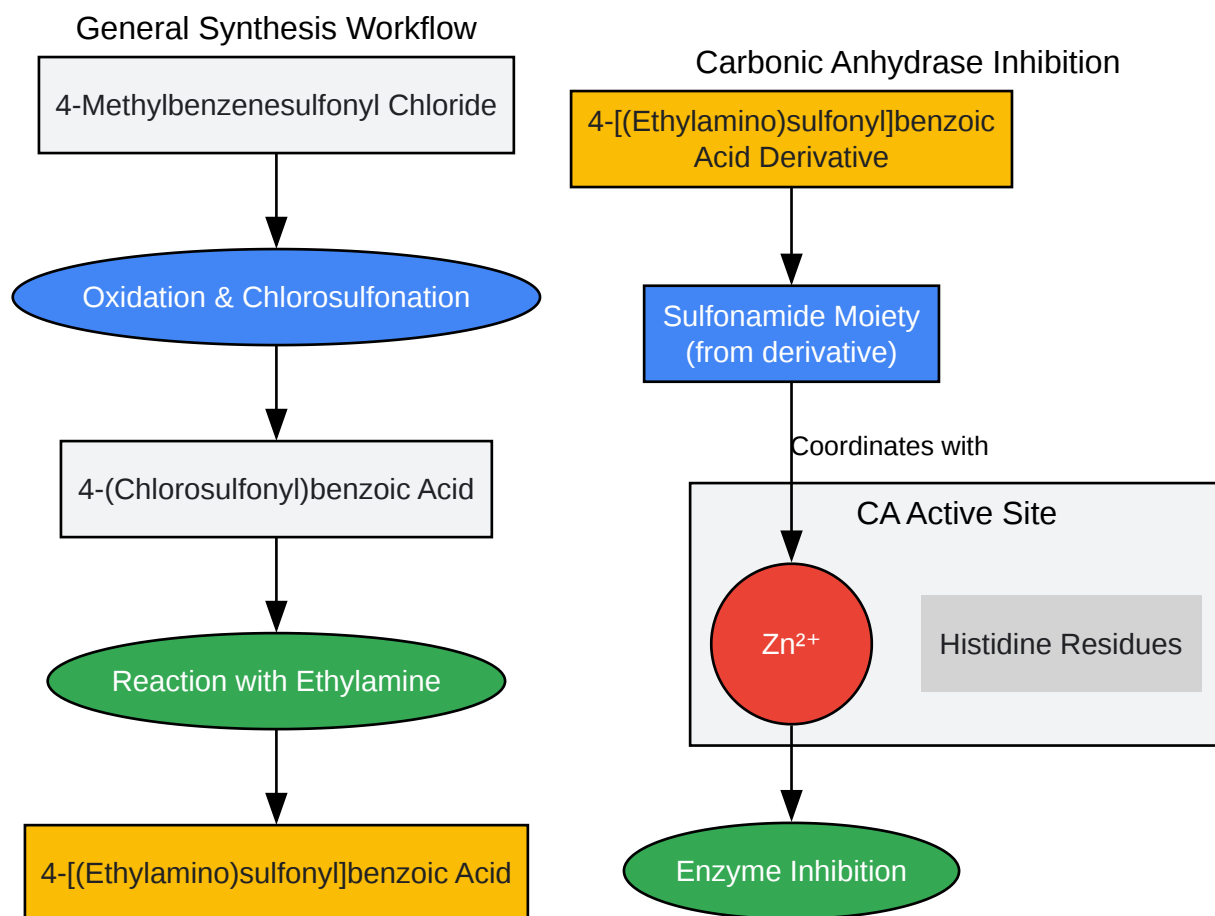 General Synthesis Workflow
4-Methylbenzenesulfonyl Chloride
Oxidation & Chlorosulfonation
4-(Chlorosulfonyl)benzoic Acid
Reaction with Ethylamine
4-[(Ethylamino)sulfonyl]benzoic Acid
Carbonic Anhydrase Inhibition
4-[(Ethylamino)sulfonyl]benzoic
Acid Derivative
Sulfonamide Moiety
(from derivative)
Coordinates with
CA Active Site
Zn²⁺
Histidine Residues
Enzyme Inhibition